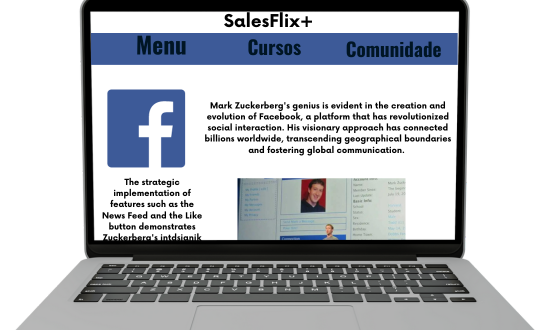 SalesFlix+
Menu Cursos Comunidade
Mark Zuckerberg's genius is evident in the creation and
evolution of Facebook, a platform that has revolutionized
social interaction. His visionary approach has connected
billions worldwide, transcending geographical boundaries
and fostering global communication.
f
The strategic
implementation of
features such as the
News Feed and the Like
button demonstrates
Zuckerberg's intdsianik